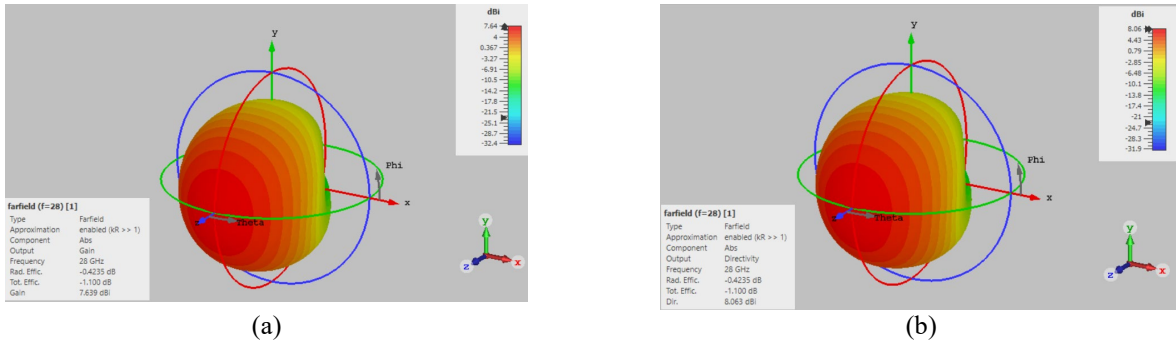 dBi
7.64
4
0.367
-3.27
-6.91
-10.5
-14.2
-17.8
-21.5
-25.1
-28.7
-32.4
y
Phi
x
Theta
z
farfield (f=28) [1]
Type Farfield
Approximation enabled (kR >> 1)
Component Abs
Output Gain
Frequency 28 GHz
Rad. Effic. -0.4235 dB
Tot. Effic. -1.100 dB
Gain 7.639 dBi
y
z
x
(a)
dBi
8.06
4.43
0.79
-2.85
-6.48
-10.1
-13.8
-17.4
-21
-24.7
-28.3
-31.9
y
Phi
x
Theta
z
farfield (f=28) [1]
Type Farfield
Approximation enabled (kR >> 1)
Component Abs
Output Directivity
Frequency 28 GHz
Rad. Effic. -0.4235 dB
Tot. Effic. -1.100 dB
Dir. 8.063 dBi
y
z
x
(b)